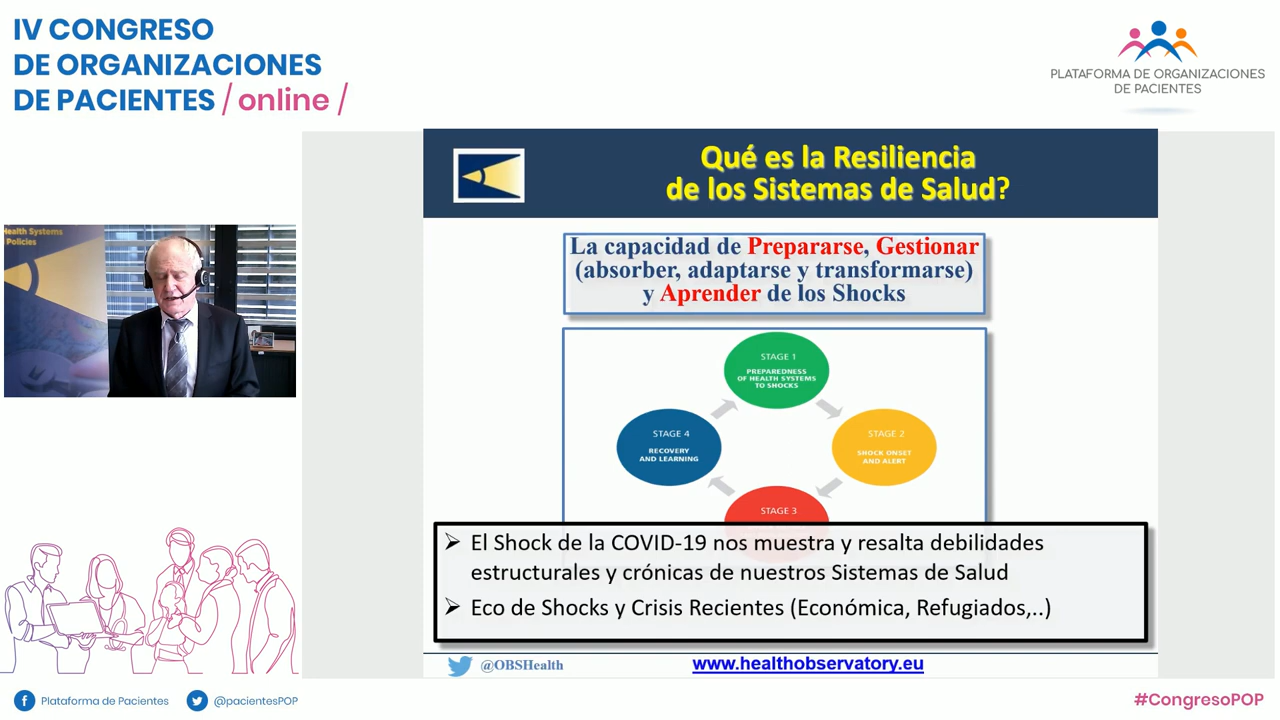 IV CONGRESO
DE ORGANIZACIONES
DE PACIENTES / online /
PLATAFORMA DE ORGANIZACIONES
DE PACIENTES
Health Systems
Policies
Qué es la Resiliencia
de los Sistemas de Salud?
La capacidad de Prepararse, Gestionar
(absorber, adaptarse y transformarse)
y Aprender de los Shocks
STAGE 1
PREPAREDNESS
OF HEALTH SYSTEMS
TO SHOCKS
STAGE 4
RECOVERY
AND LEARNING
STAGE 2
SHOCK ONSET
AND ALERT
STAGE 3
El Shock de la COVID-19 nos muestra y resalta debilidades
estructurales y crónicas de nuestros Sistemas de Salud
Eco de Shocks y Crisis Recientes (Económica, Refugiados,..)
@OBSHealth
www.healthobservatory.eu
Plataforma de Pacientes
@pacientesPOP
#CongresoPOP